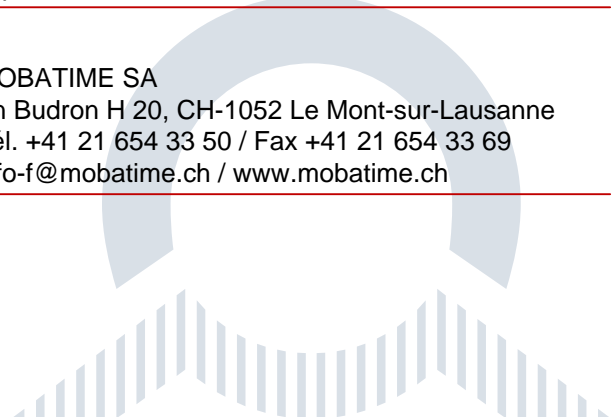 OBATIME SA
n Budron H 20, CH-1052 Le Mont-sur-Lausanne
él. +41 21 654 33 50 / Fax +41 21 654 33 69
fo-f@mobatime.ch / www.mobatime.ch